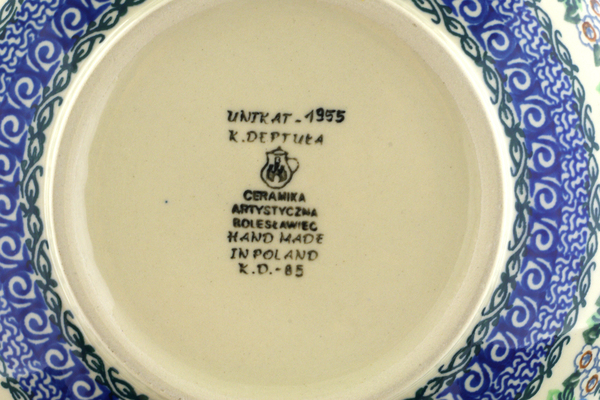 UNIKAT - 1955
K. DEPTUŁA
CERAMIKA
ARTYSTYCZNA
BOLESŁAWIEC
HAND MADE
IN POLAND
K.D.-85